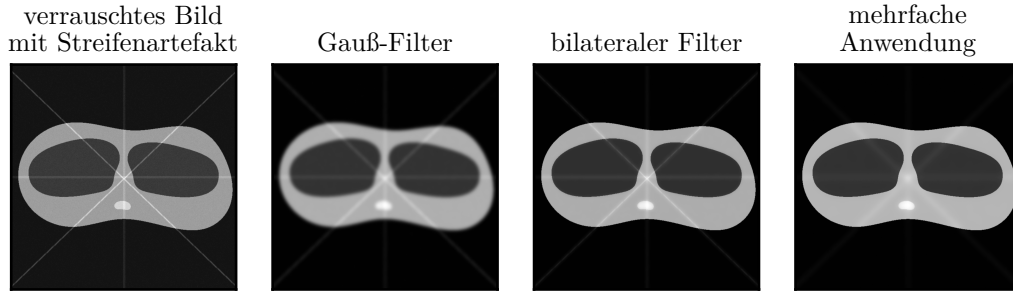 verrauschtes Bild
mit Streifenartefakt
Gauß-Filter
bilateraler Filter
mehrfache
Anwendung